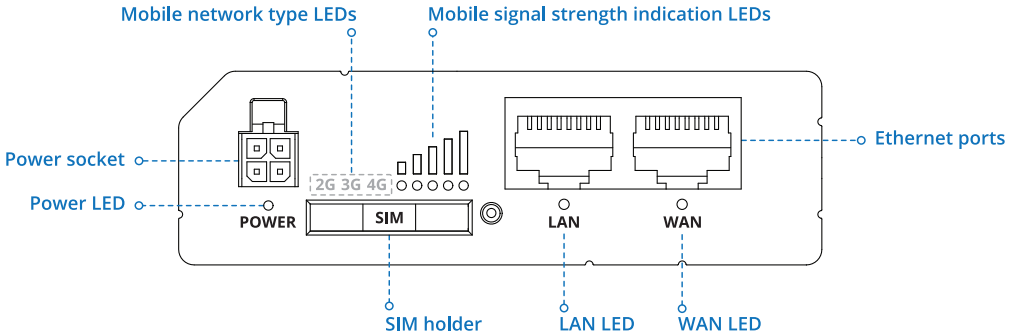 Mobile network type LEDs
Mobile signal strength indication LEDs
Ethernet ports
Power socket
2G 3G 4G
Power LED
POWER
SIM
LAN
WAN
SIM holder
LAN LED
WAN LED